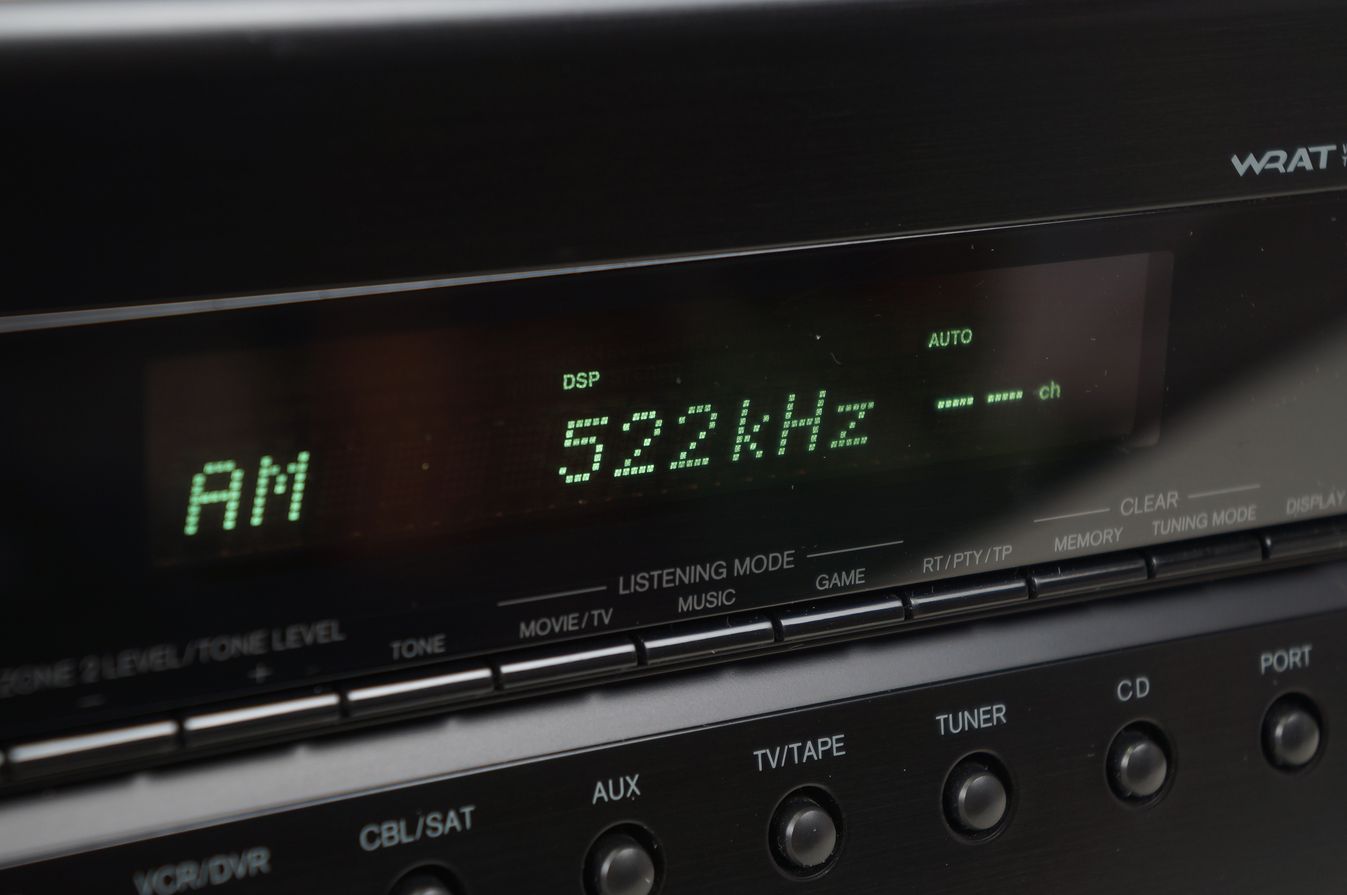 WRAT
AUTO
DSP
AM 522kHz -- -- ch
CLEAR
MEMORY TUNING MODE DISPLAY
LISTENING MODE
MOVIE/TV MUSIC GAME RT/PTY/TP
ZONE 2 LEVEL/TONE LEVEL TONE
- +
VCR/DVR CBL/SAT AUX TV/TAPE TUNER CD PORT